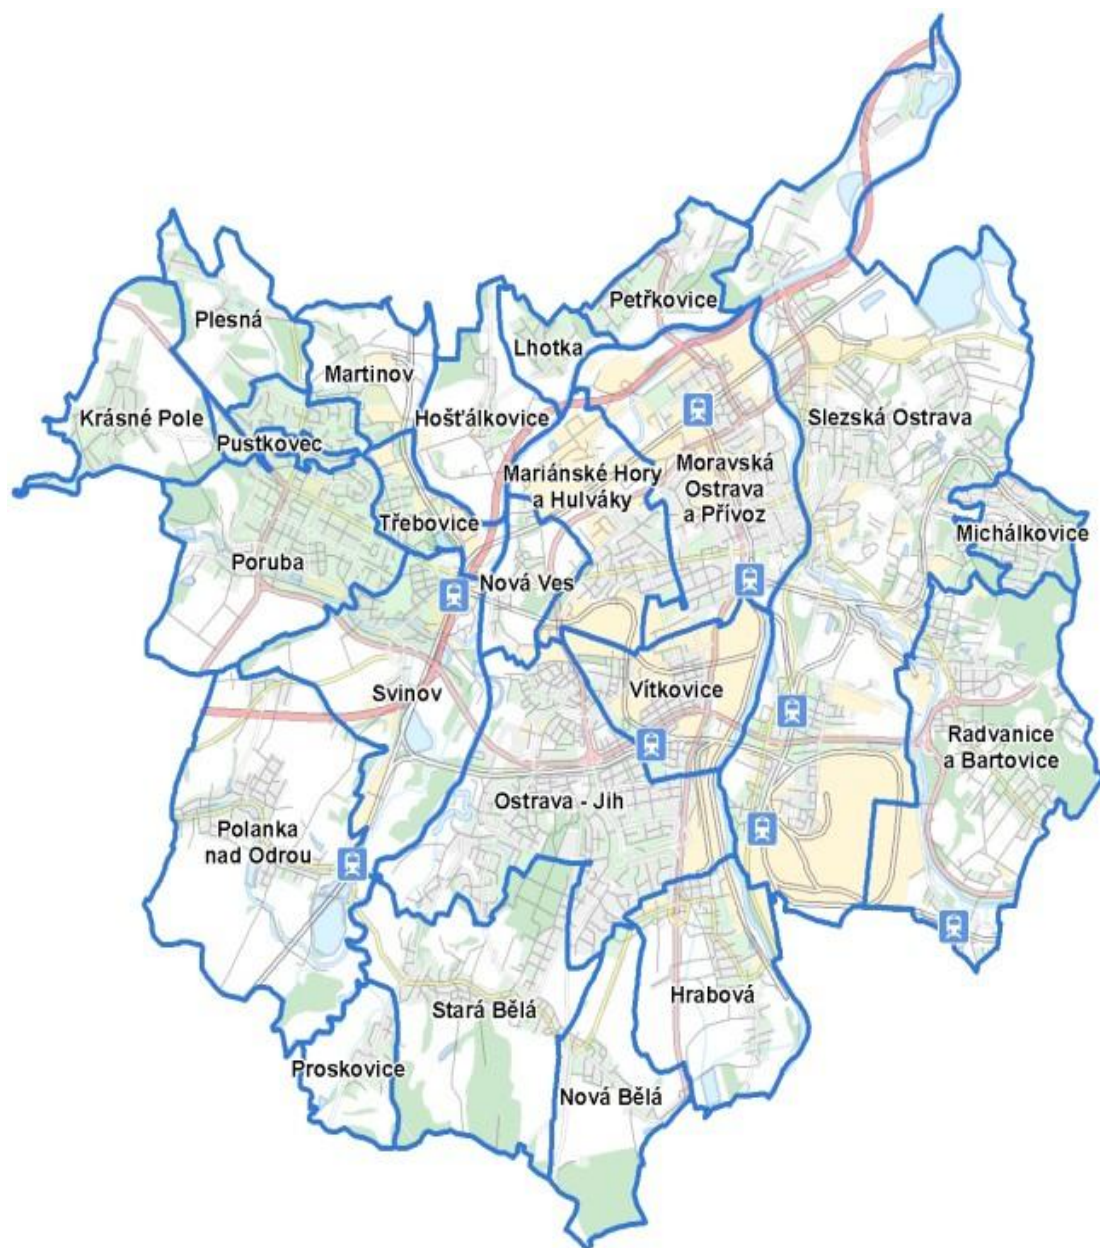 Petřkovice
Plesná
Lhotka
Martinov
Krásné Pole
Hošťálkovice
Slezská Ostrava
Pustkovec
Mariánské Hory
a Hulváky
Moravská
Ostrava
a Přívoz
Třebovice
Michálkovice
Poruba
Nová Ves
Svinov
Vítkovice
Radvanice
a Bartovice
Ostrava - Jih
Polanka
nad Odrou
Hrabová
Stará Bělá
Proskovice
Nová Bělá